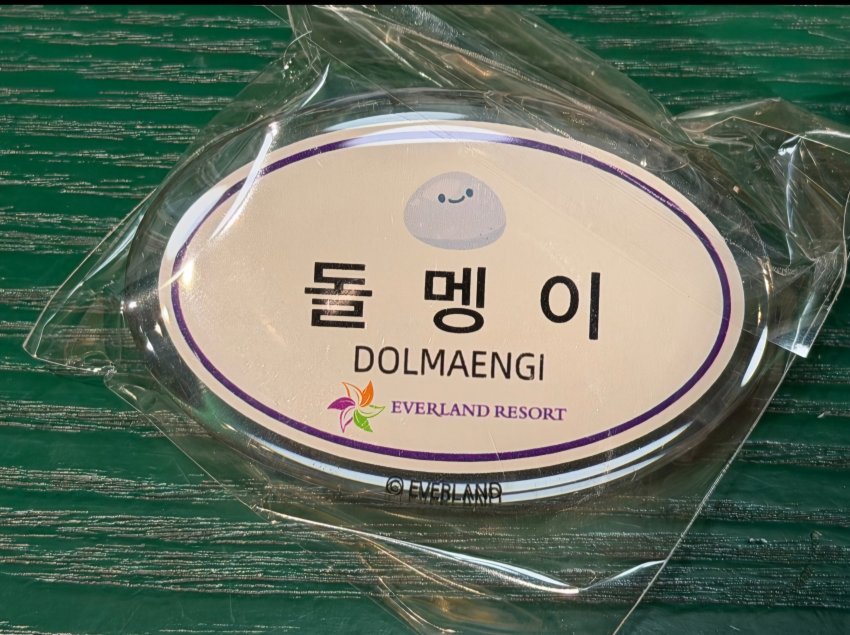 돌 멩 이
DOLMAENGI
EVERLAND RESORT
© EVERLAND